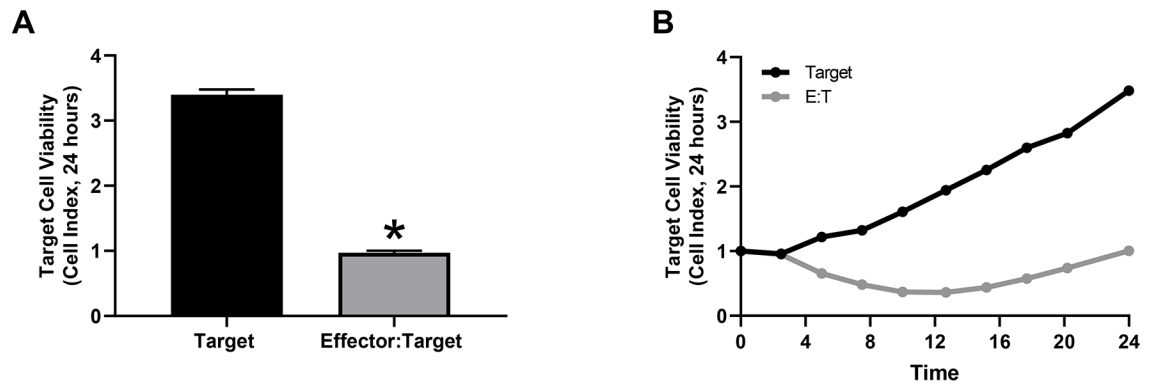 A
Target Cell Viability
(Cell Index, 24 hours)
4
3
2
1
0
*
Target
Effector:Target
B
Target Cell Viability
(Cell Index, 24 hours)
4
3
2
1
0
Target
E:T
0 4 8 12 16 20 24
Time